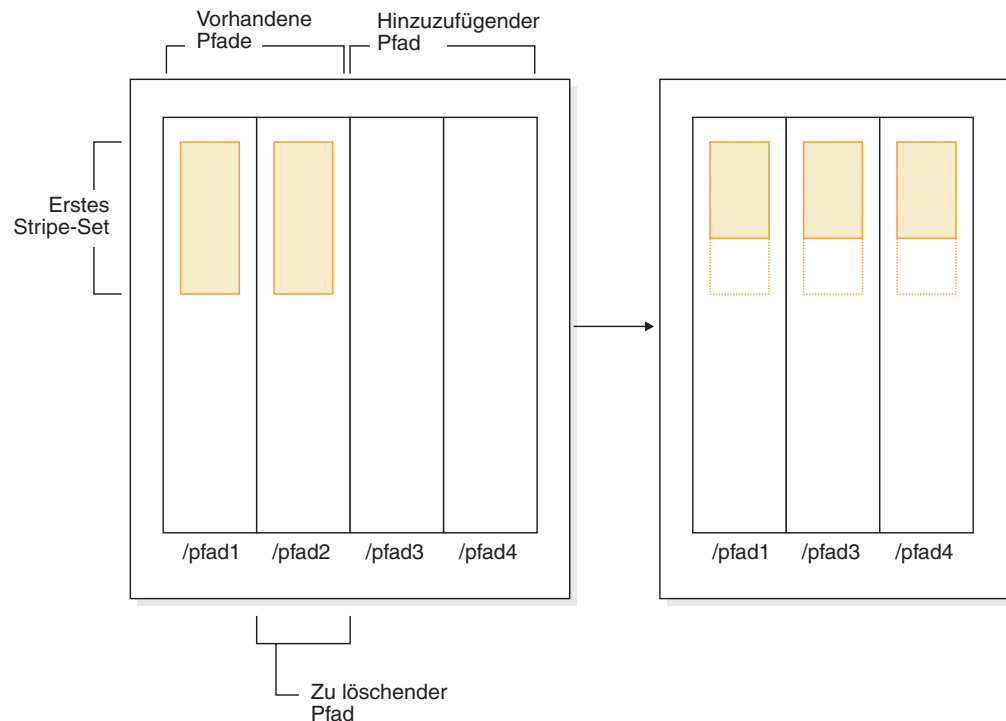 Vorhandene
Pfade
Hinzuzufügender
Pfad
Erstes
Stripe-Set
/pfad1 /pfad2 /pfad3 /pfad4
/pfad1 /pfad3 /pfad4
Zu löschender
Pfad